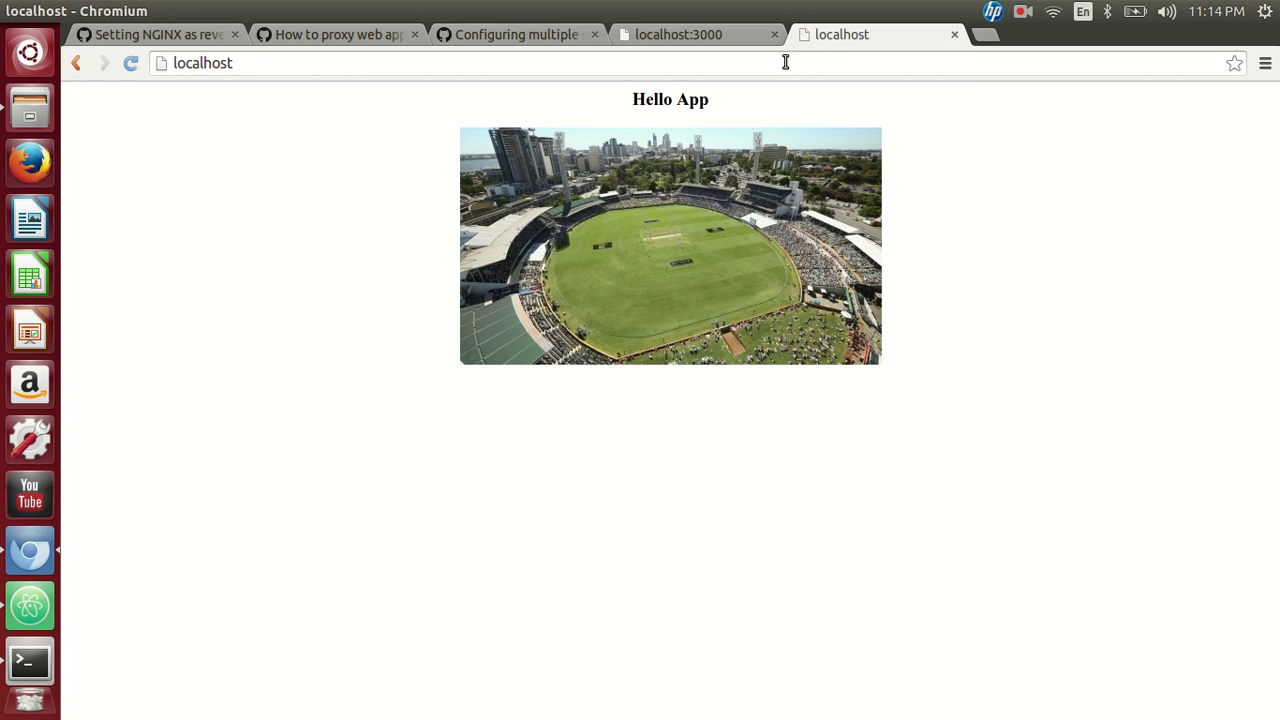 localhost - Chromium
En
11:14 PM
Setting NGINX as reve
How to proxy web app
Configuring multiple
localhost:3000
localhost
localhost
Hello App
a
You
Tube
>_